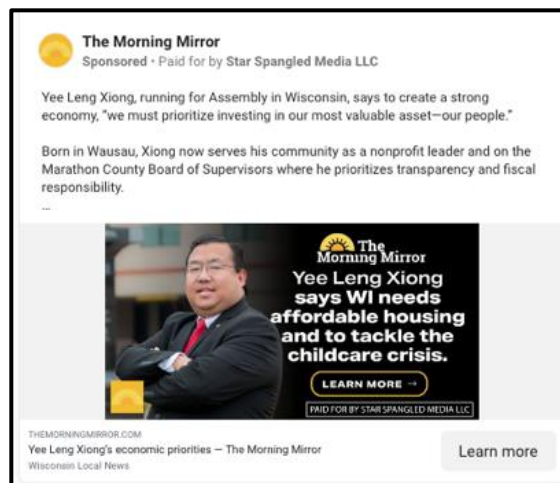 The Morning Mirror
Sponsored • Paid for by Star Spangled Media LLC
Yee Leng Xiong, running for Assembly in Wisconsin, says to create a strong
economy, “we must prioritize investing in our most valuable asset—our people.”
Born in Wausau, Xiong now serves his community as a nonprofit leader and on the
Marathon County Board of Supervisors where he prioritizes transparency and fiscal
responsibility.
...
The
Morning Mirror
Yee Leng Xiong
says WI needs
affordable housing
and to tackle the
childcare crisis.
LEARN MORE →
PAID FOR BY STAR SPANGLED MEDIA LLC
THEMORNINGMIRROR.COM
Yee Leng Xiong's economic priorities — The Morning Mirror
Wisconsin Local News
Learn more